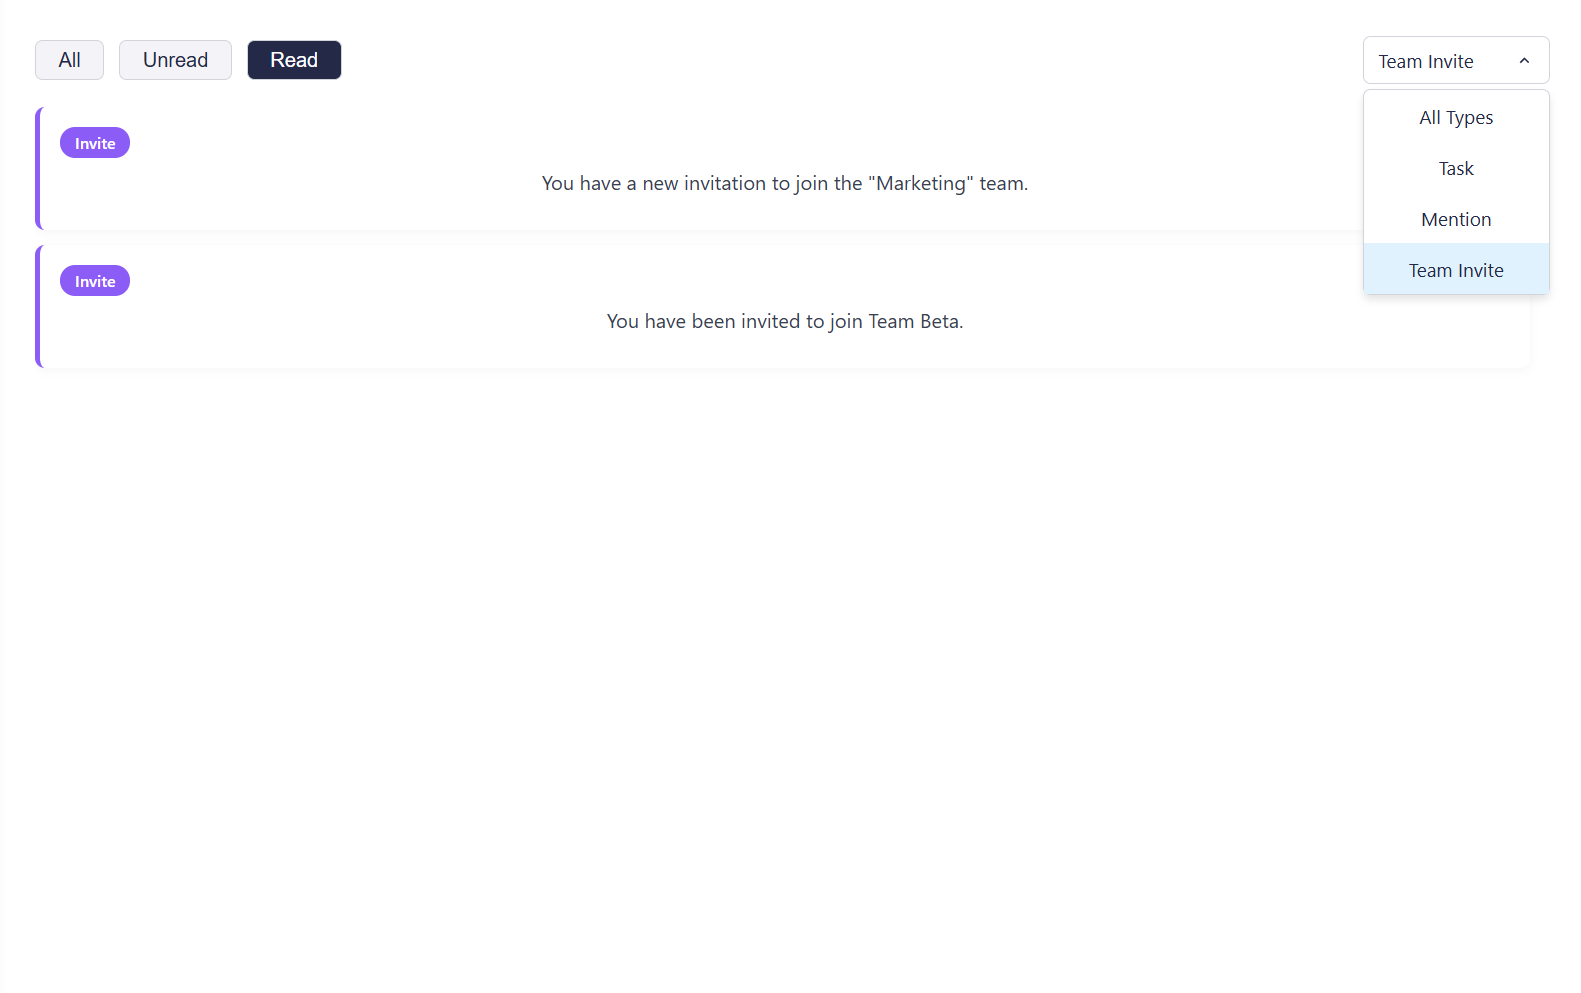 All
Unread
Read
Team Invite
All Types
Task
Mention
Team Invite
Invite
You have a new invitation to join the "Marketing" team.
Invite
You have been invited to join Team Beta.